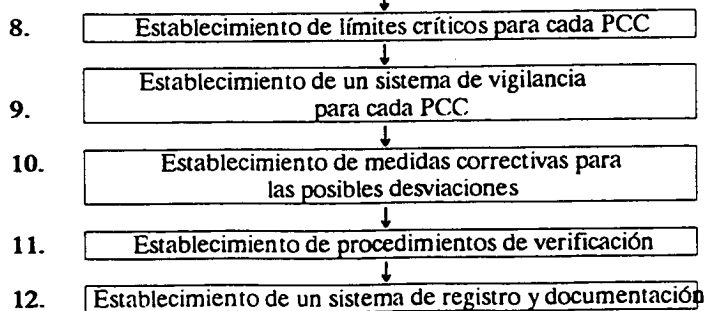 8. Establecimiento de límites críticos para cada PCC
Establecimiento de un sistema de vigilancia
9. para cada PCC
10. Establecimiento de medidas correctivas para
las posibles desviaciones
11. Establecimiento de procedimientos de verificación
12. Establecimiento de un sistema de registro y documentación